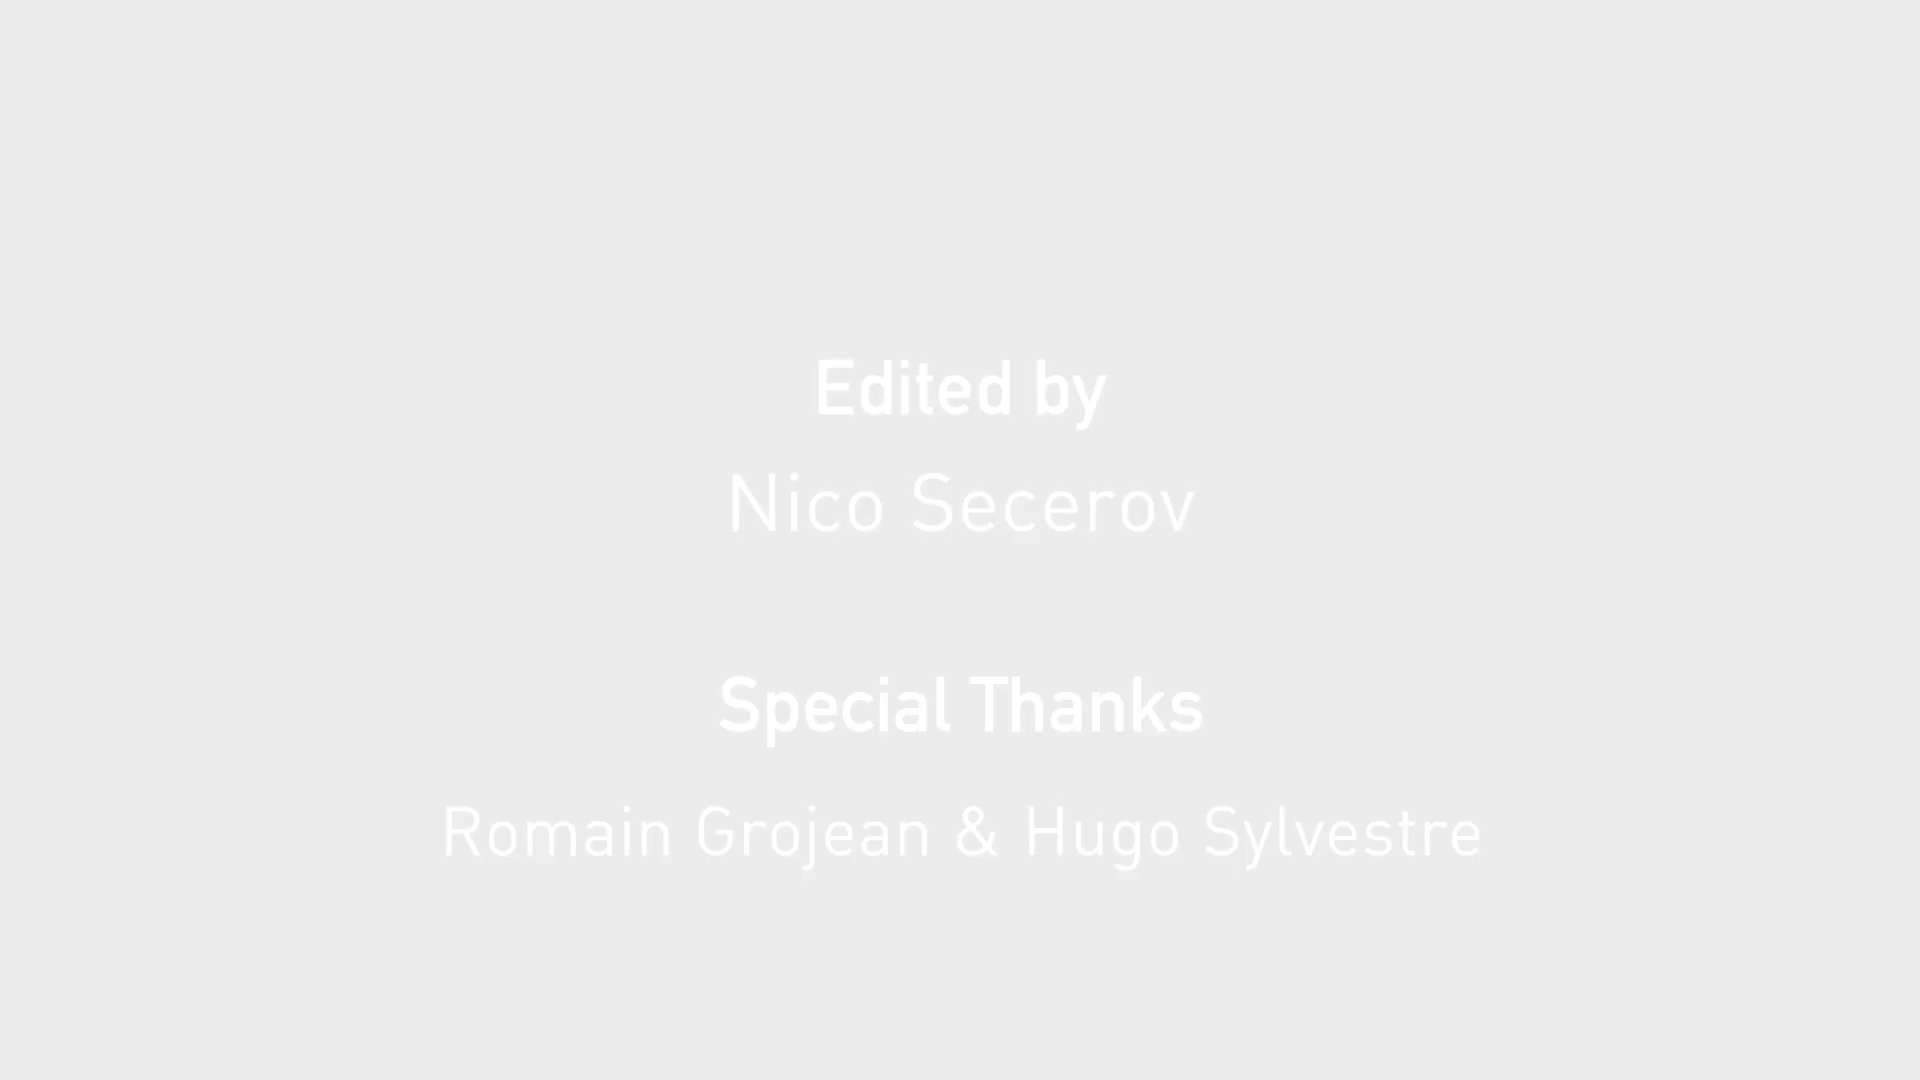 Edited by
Nico Secerov
Special Thanks
Romain Grojean & Hugo Sylvestre